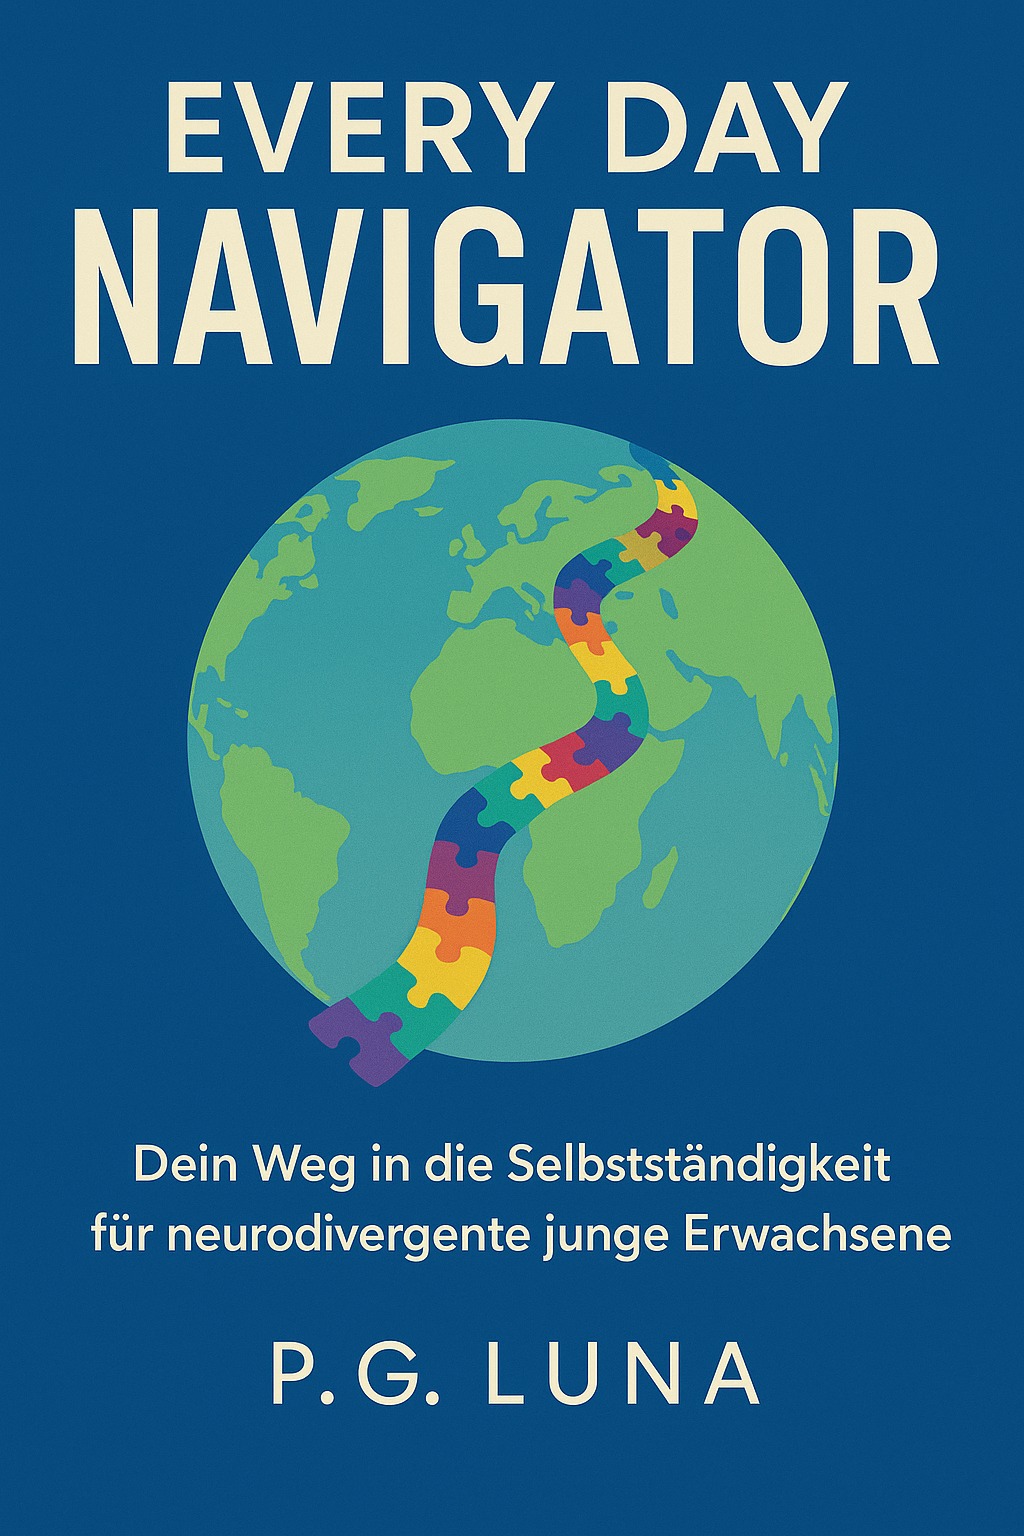 EVERY DAY
NAVIGATOR
Dein Weg in die Selbstständigkeit
für neurodivergente junge Erwachsene
P. G. LUNA